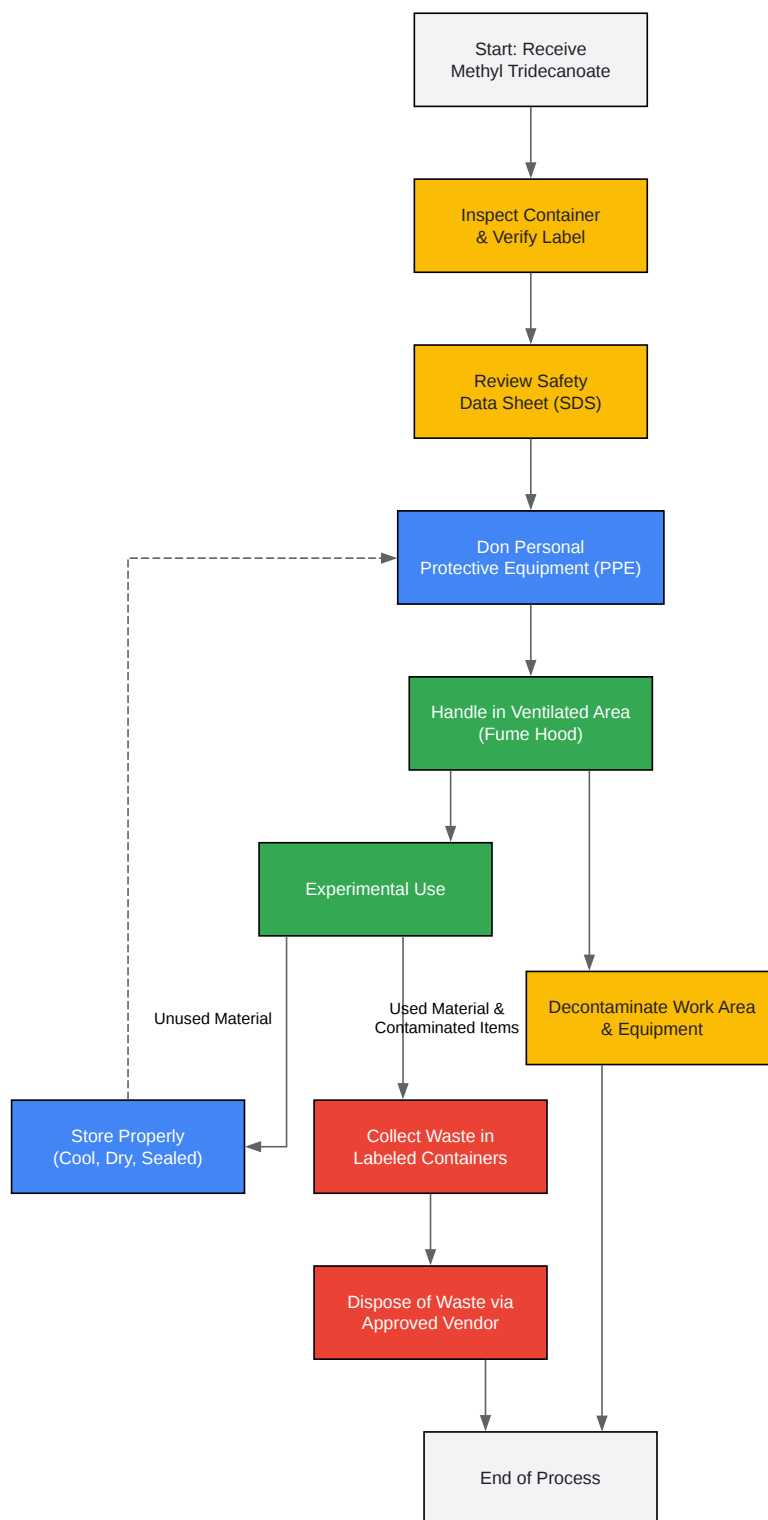 Start: Receive
Methyl Tridecanoate
Inspect Container
& Verify Label
Review Safety
Data Sheet (SDS)
Don Personal
Protective Equipment (PPE)
Handle in Ventilated Area
(Fume Hood)
Experimental Use
Unused Material
Used Material &
Contaminated Items
Decontaminate Work Area
& Equipment
Store Properly
(Cool, Dry, Sealed)
Collect Waste in
Labeled Containers
Dispose of Waste via
Approved Vendor
End of Process